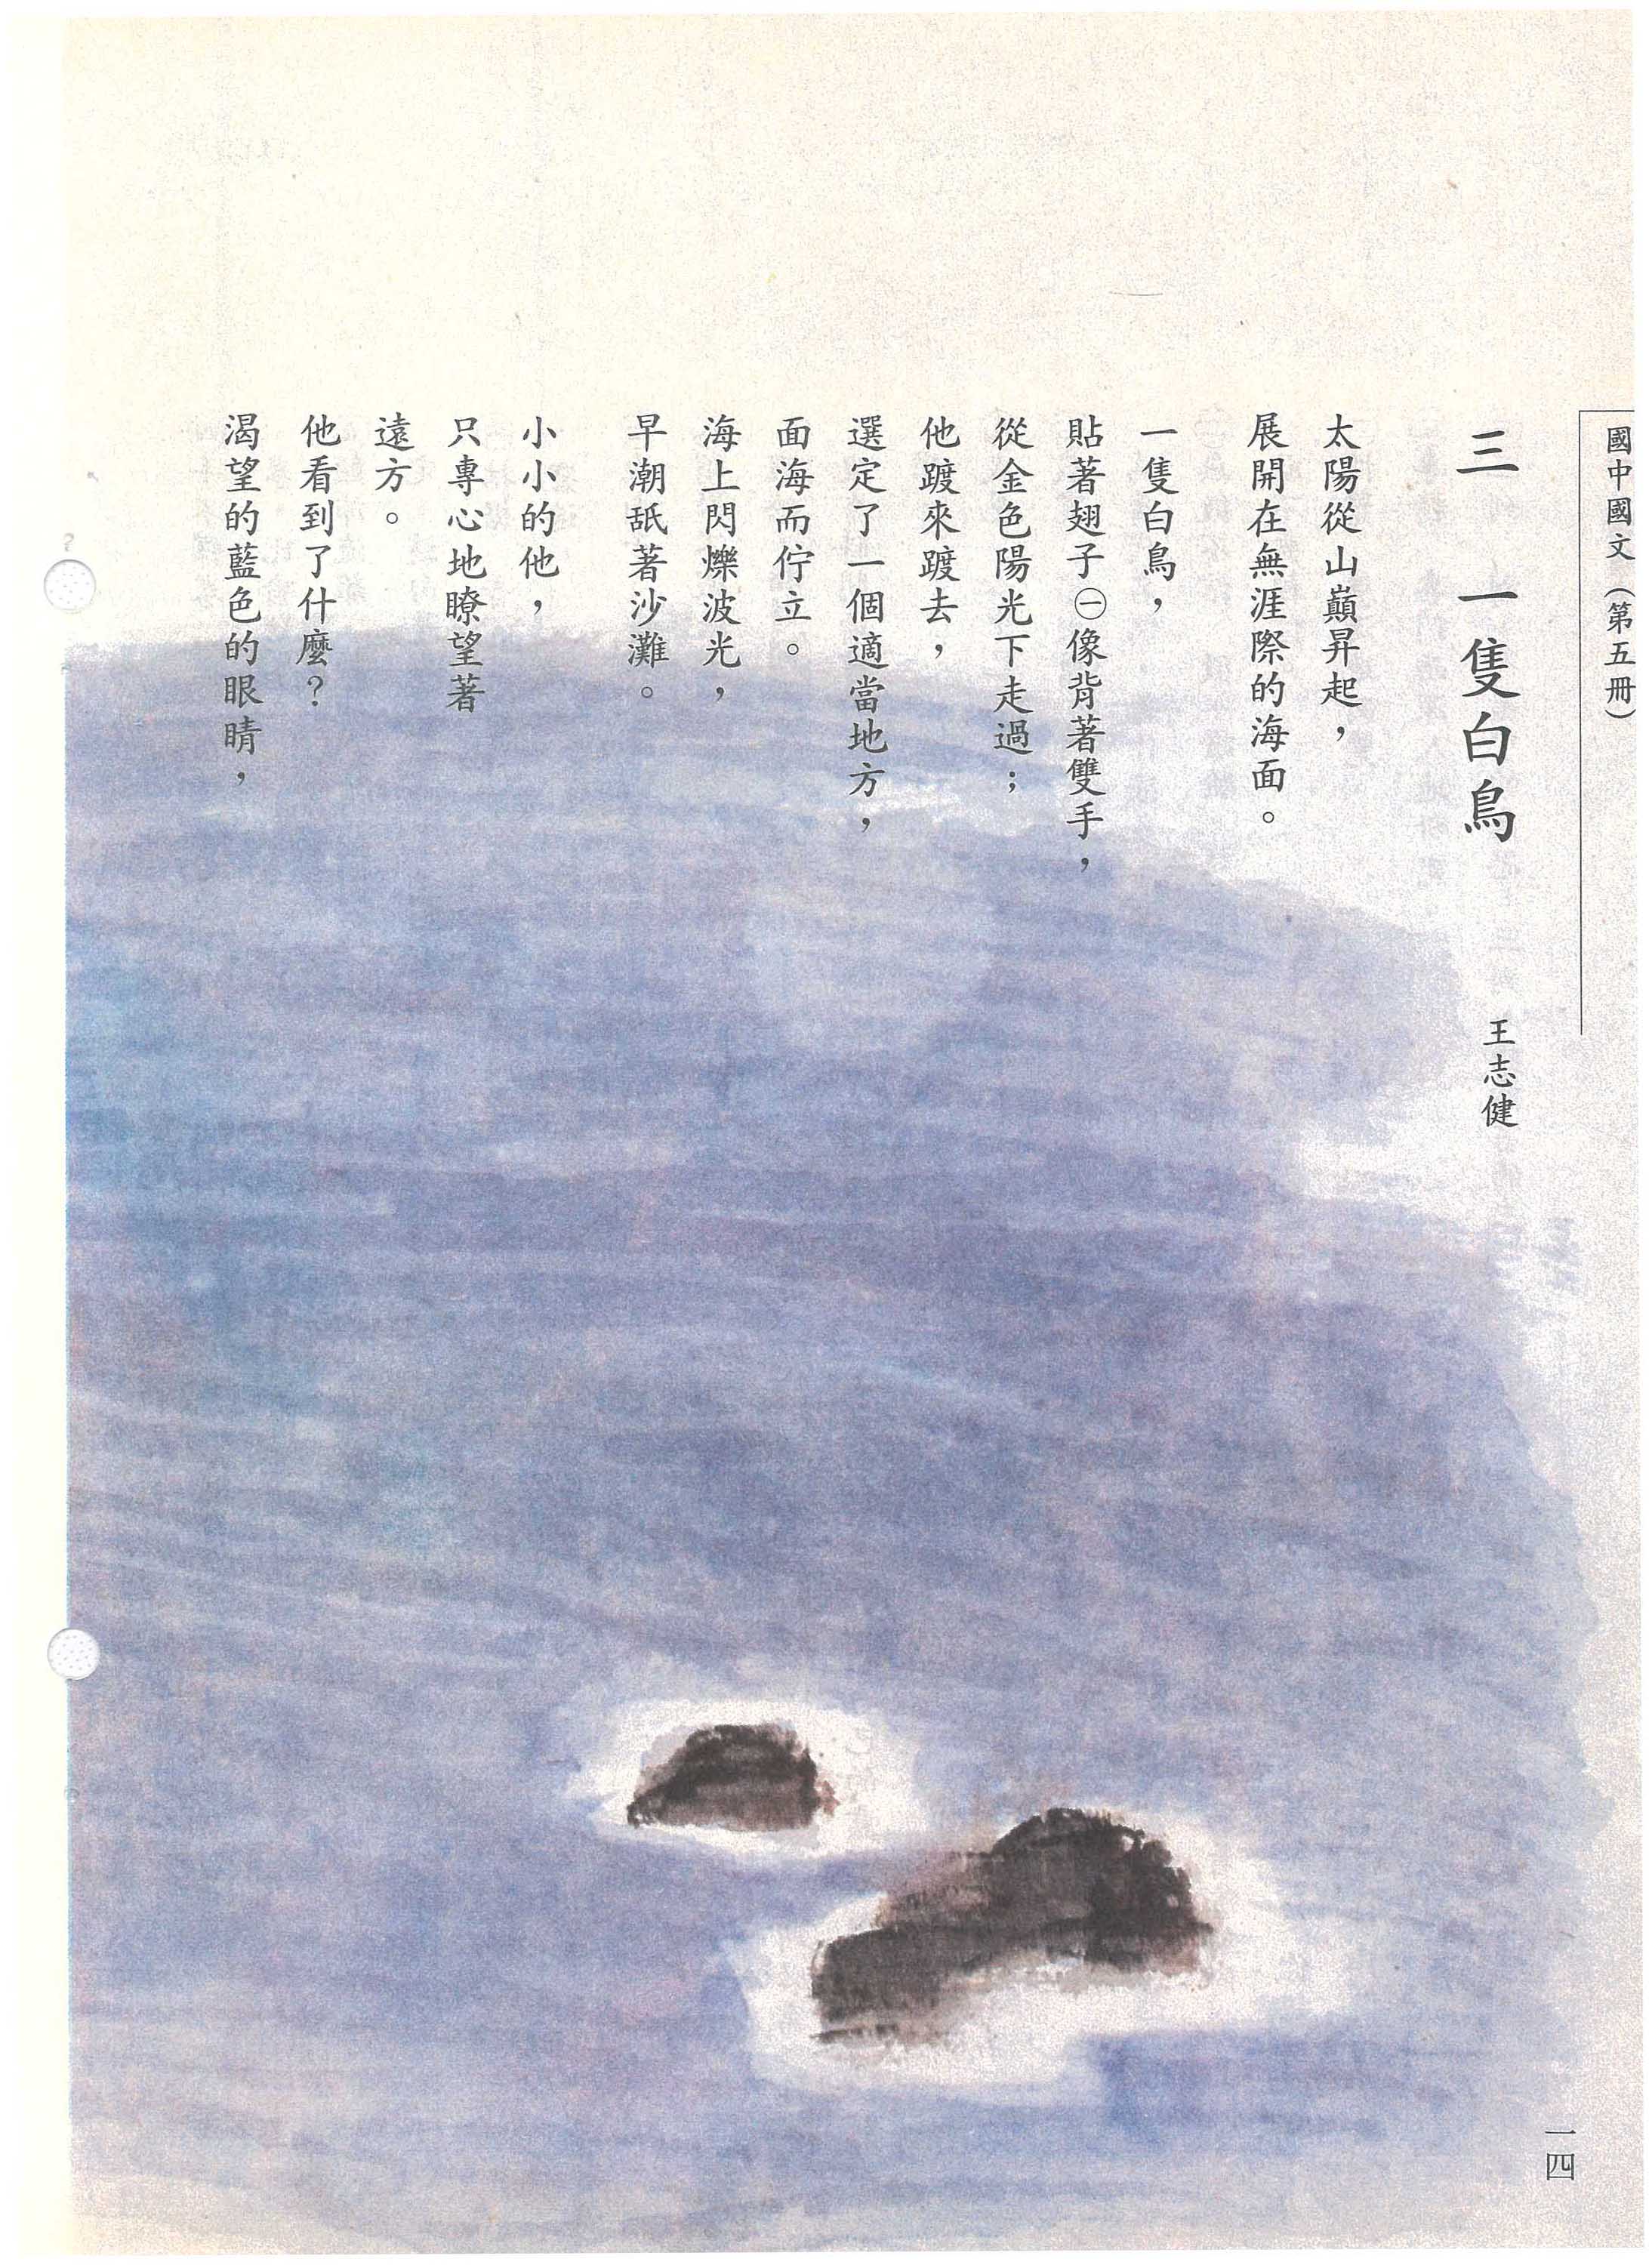 國中國文（第五冊）
三　一隻白鳥
王志健
太陽從山巔昇起，
展開在無涯際的海面。
一隻白鳥，
貼著翅子㊀像背著雙手，
從金色陽光下走過；
他踱來踱去，
選定了一個適當地方，
面海而佇立。
海上閃爍波光，
早潮舐著沙灘。
小小的他，
只專心地瞭望著
遠方。
他看到了什麼？
渴望的藍色的眼睛，
一四